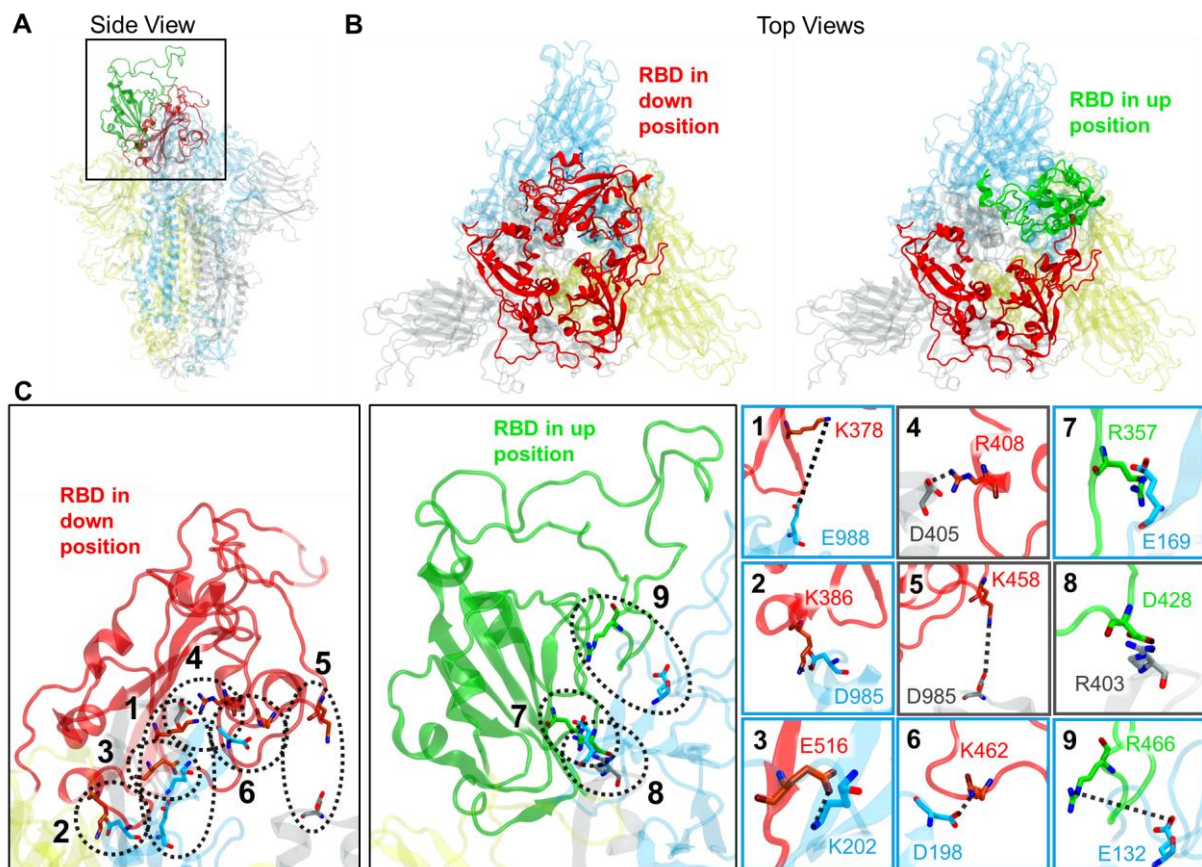 A
Side View
B
Top Views
RBD in
down
position
RBD in up
position
C
RBD in
down
position
1
2
3
4
5
6
RBD in up
position
7
8
9
1
K378
E988
4
R408
D405
7
R357
E169
2
K386
D985
5
K458
D985
8
D428
R403
3
E516
K202
6
K462
D198
9
R466
E132